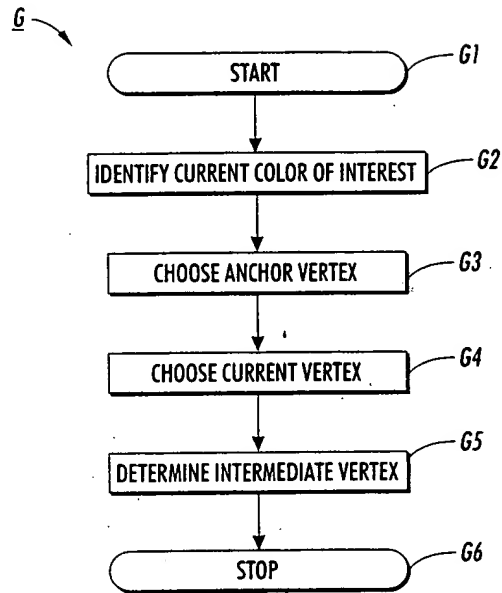 G
START G1
IDENTIFY CURRENT COLOR OF INTEREST G2
CHOOSE ANCHOR VERTEX G3
CHOOSE CURRENT VERTEX G4
DETERMINE INTERMEDIATE VERTEX G5
STOP G6